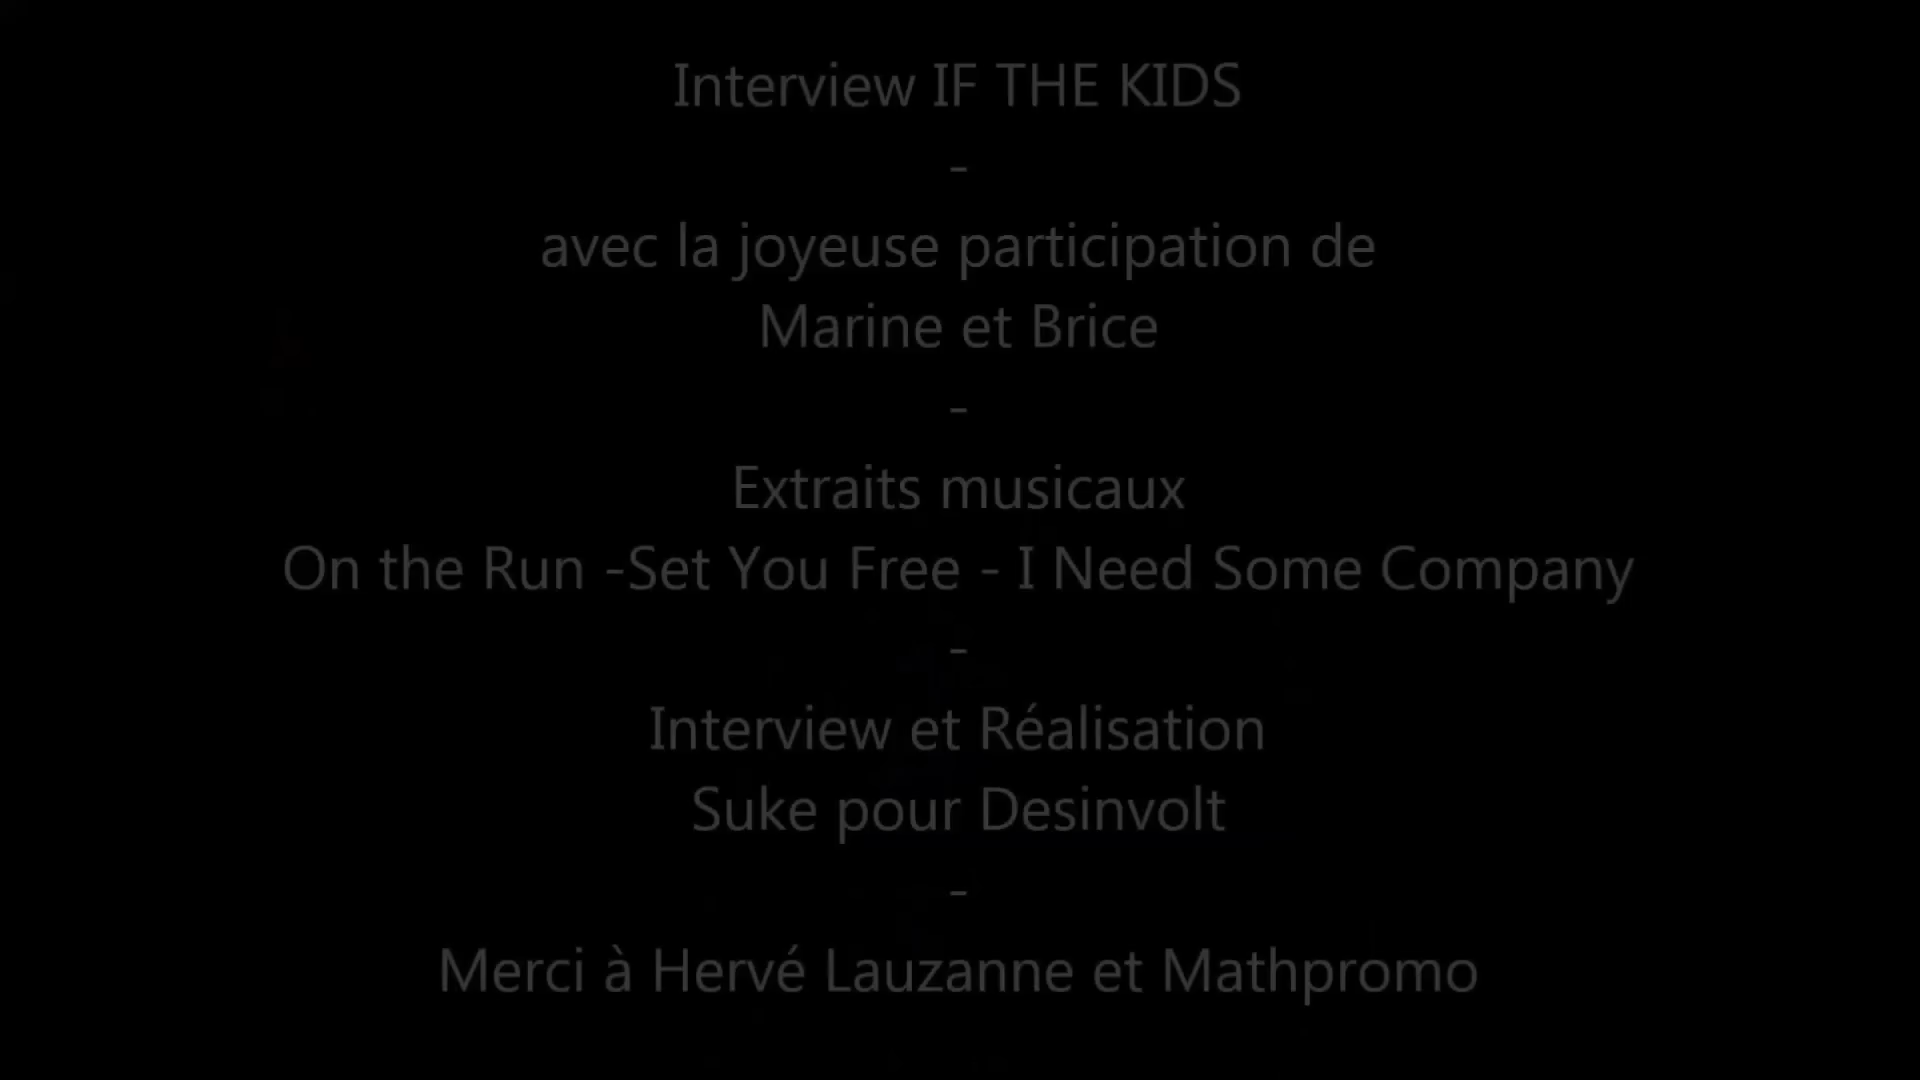 Interview IF THE KIDS
-
avec la joyeuse participation de
Marine et Brice
-
Extraits musicaux
On the Run -Set You Free - I Need Some Company
-
Interview et Réalisation
Suke pour Desinvolt
-
Merci à Hervé Lauzanne et Mathpromo